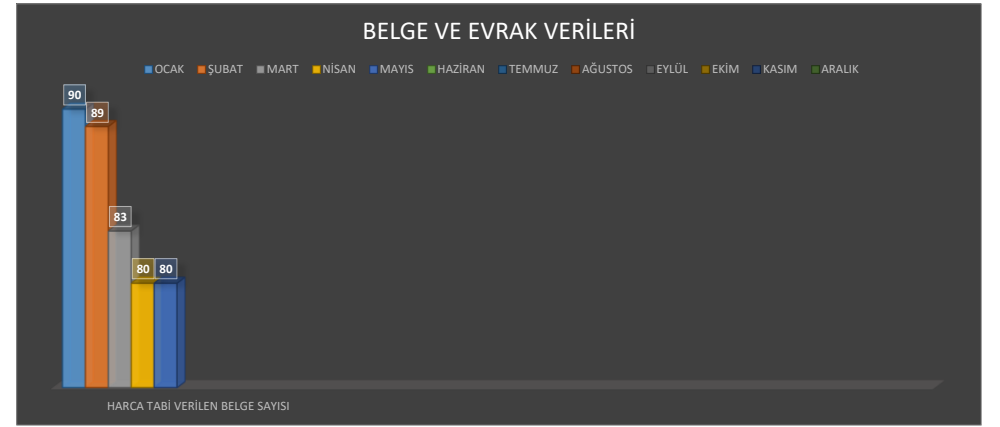 BELGE VE EVRAK VERİLERİ
OCAK ŞUBAT MART NİSAN MAYIS HAZİRAN TEMMUZ AĞUSTOS EYLÜL EKİM KASIM ARALIK
90
89
83
80 80
HARCA TABİ VERİLEN BELGE SAYISI